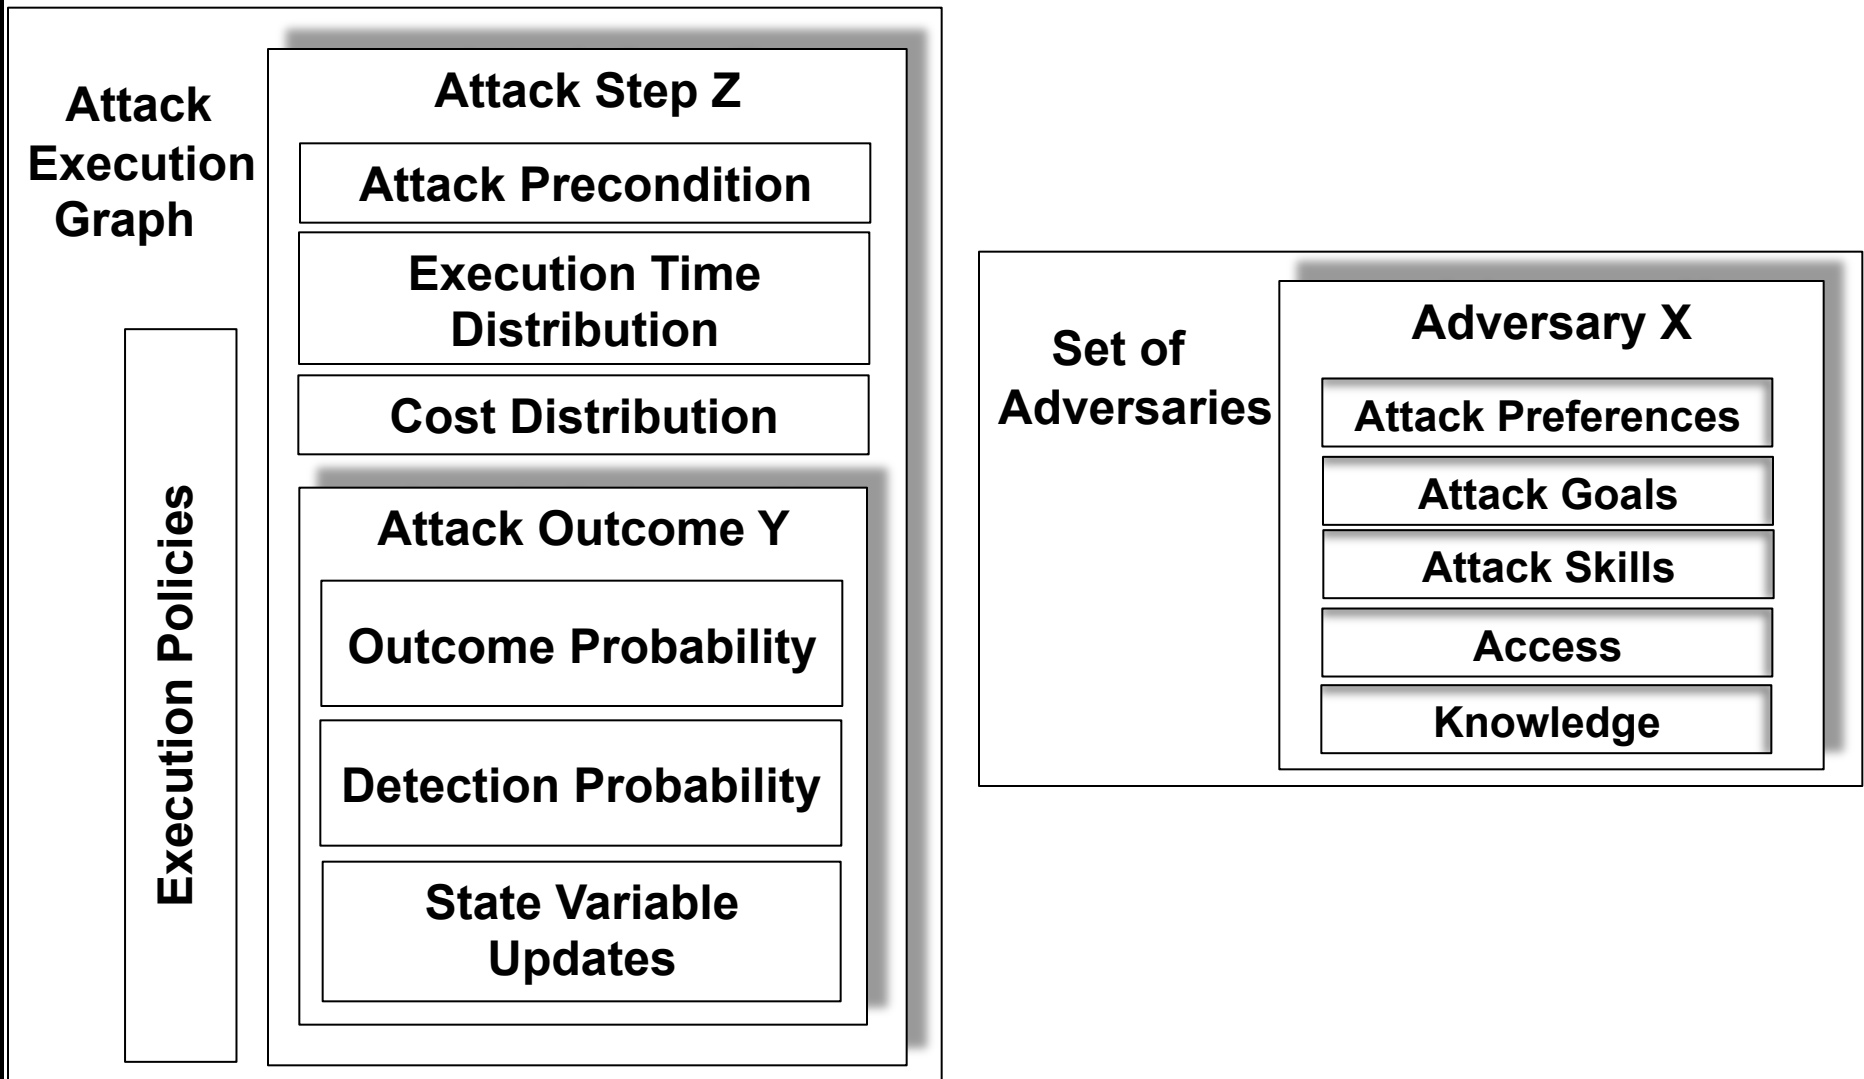 Attack
Execution
Graph
Execution Policies
Attack Step Z
Attack Precondition
Execution Time
Distribution
Cost Distribution
Attack Outcome Y
Outcome Probability
Detection Probability
State Variable
Updates
Set of
Adversaries
Adversary X
Attack Preferences
Attack Goals
Attack Skills
Access
Knowledge